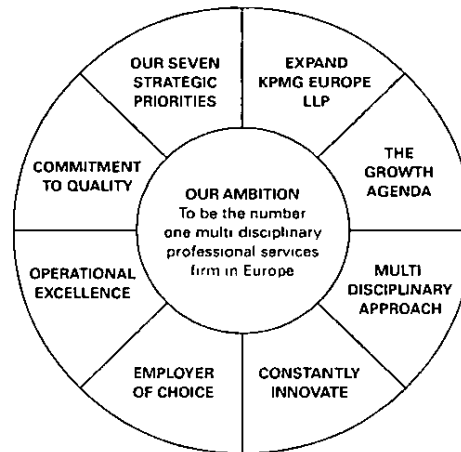 OUR SEVEN
STRATEGIC
PRIORITIES
EXPAND
KPMG EUROPE
LLP
THE
GROWTH
AGENDA
MULTI
DISCIPLINARY
APPROACH
CONSTANTLY
INNOVATE
EMPLOYER
OF CHOICE
OPERATIONAL
EXCELLENCE
COMMITMENT
TO QUALITY
OUR AMBITION
To be the number
one multi disciplinary
professional services
firm in Europe